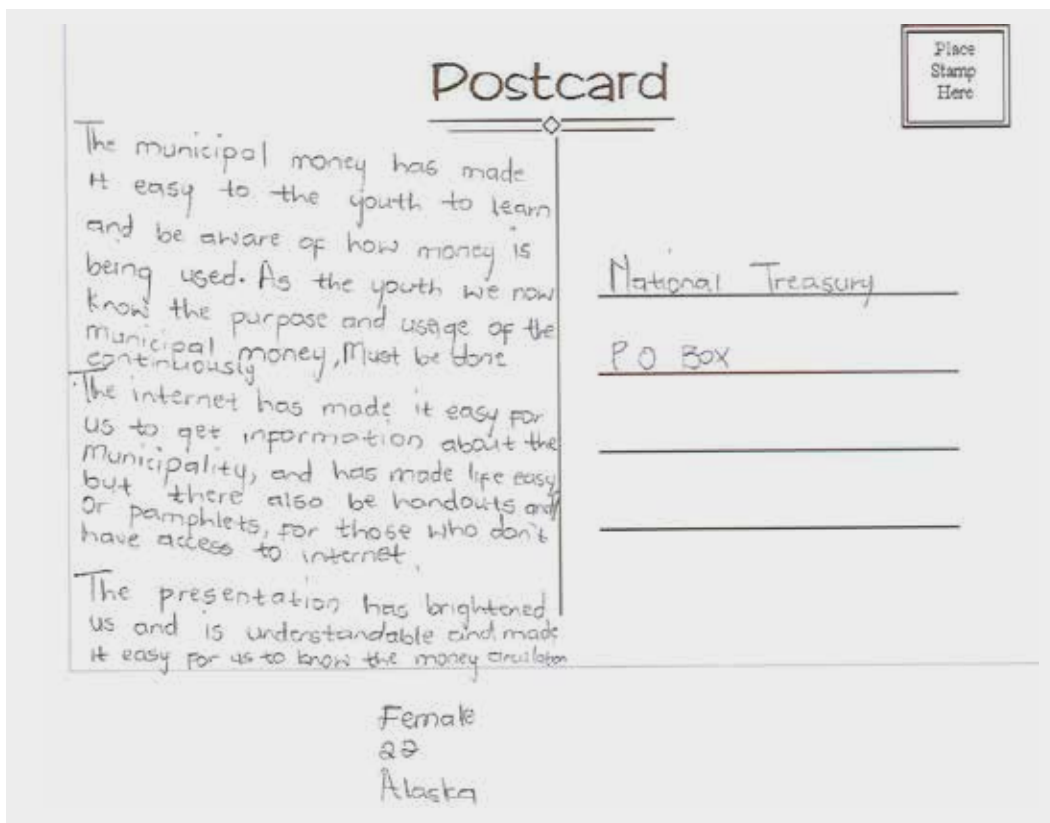 Postcard
Place
Stamp
Here
The municipal money has made
it easy to the youth to learn
and be aware of how money is
being used. As the youth we now
know the purpose and usage of the
municipal money, Must be done
continuously
The internet has made it easy for
us to get information about the
Municipality, and has made life easy,
but there also be handouts and/
Or pamphlets, for those who don't
have access to internet.
The presentation has brightened
us and is understandable and made
it easy for us to know the money circulation
National Treasury
P O Box
Female
22
Alaska